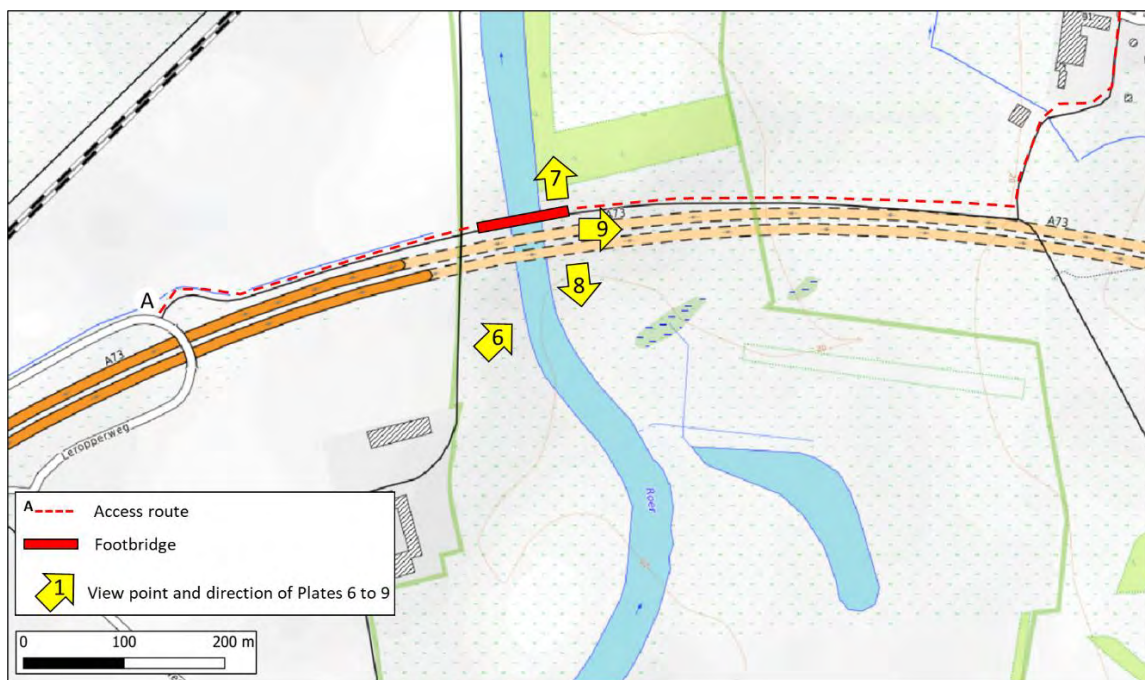 91
7
A73
9
A73
8
A
6
A73
Leropperweg
Roer
A Access route
Footbridge
1 View point and direction of Plates 6 to 9
0 100 200 m